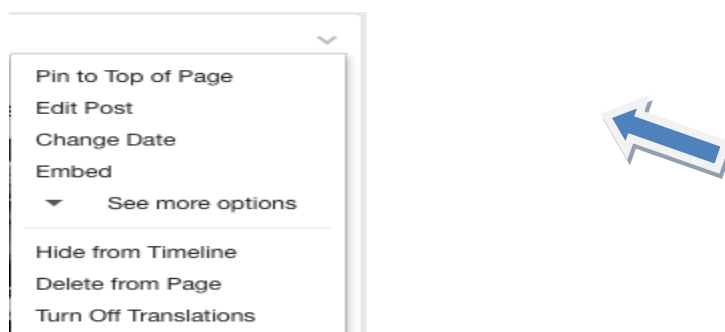 Pin to Top of Page
Edit Post
Change Date
Embed
See more options
Hide from Timeline
Delete from Page
Turn Off Translations